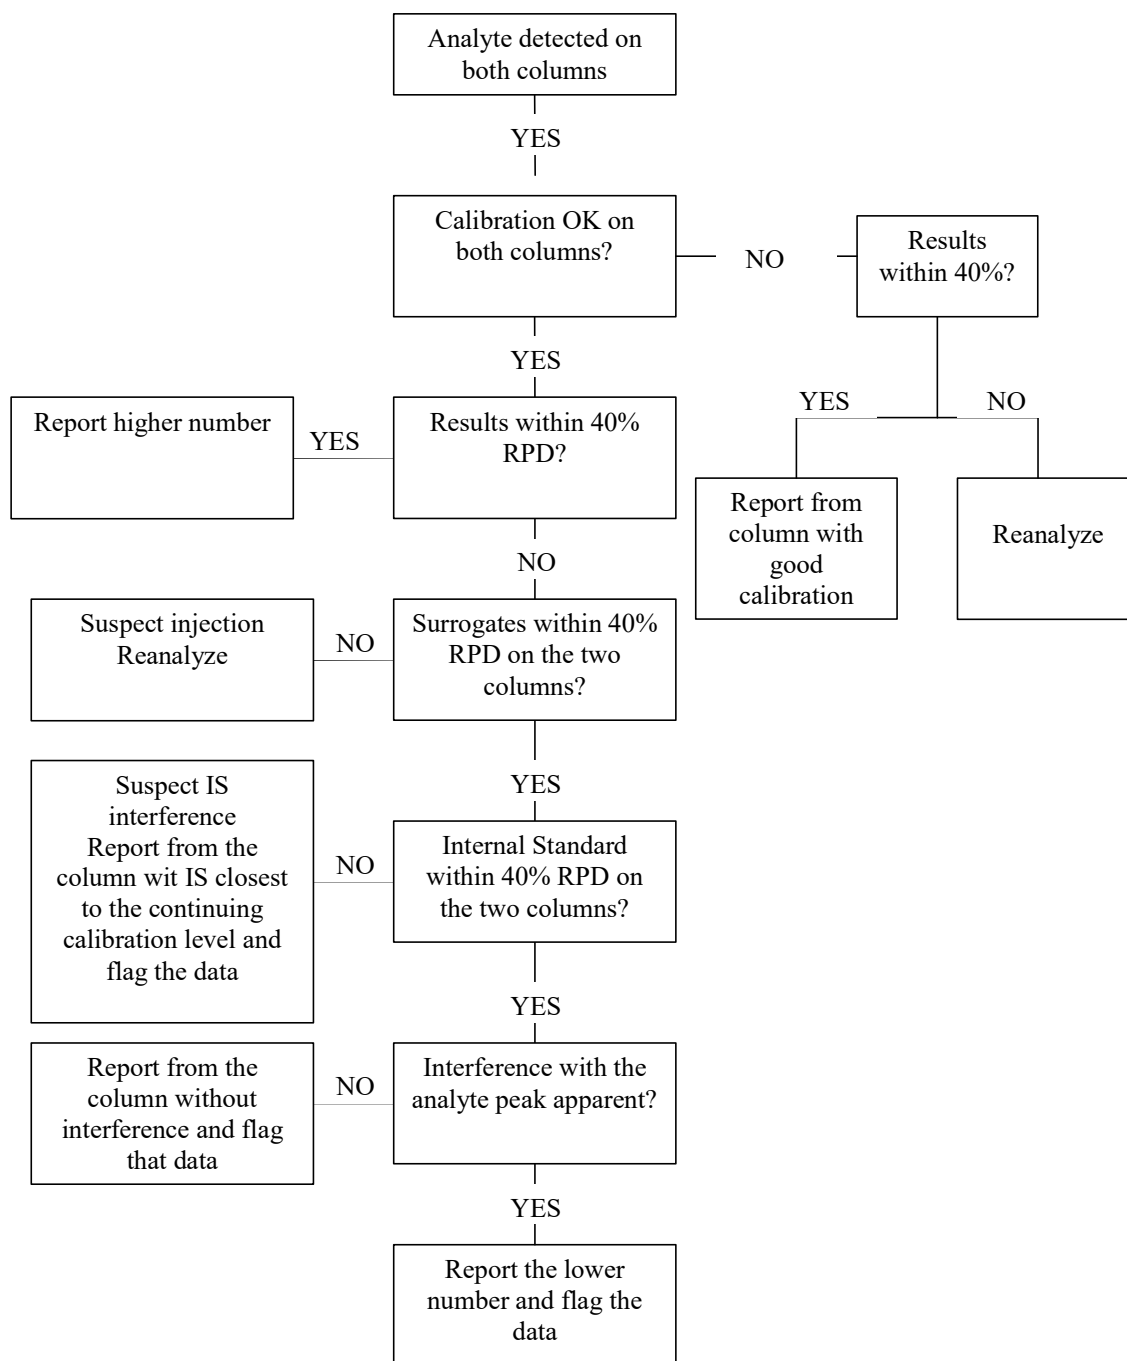 Analyte detected on
both columns
YES
Calibration OK on
both columns?
NO
Results
within 40%?
YES
YES
NO
Report higher number
YES
Results within 40%
RPD?
Report from
column with
good
calibration
Reanalyze
NO
Suspect injection
Reanalyze
NO
Surrogates within 40%
RPD on the two
columns?
YES
Suspect IS
interference
Report from the
column wit IS closest
to the continuing
calibration level and
flag the data
NO
Internal Standard
within 40% RPD on
the two columns?
YES
Report from the
column without
interference and flag
that data
NO
Interference with the
analyte peak apparent?
YES
Report the lower
number and flag the
data